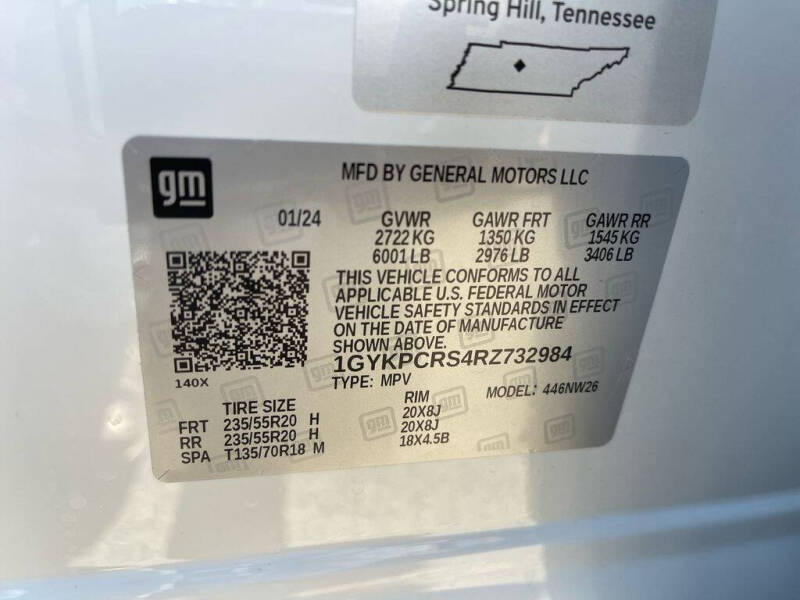 Spring Hill, Tennessee
gm
MFD BY GENERAL MOTORS LLC
01/24 GVWR GAWR FRT GAWR RR
2722 KG 1350 KG 1545 KG
6001 LB 2976 LB 3406 LB
THIS VEHICLE CONFORMS TO ALL
APPLICABLE U.S. FEDERAL MOTOR
VEHICLE SAFETY STANDARDS IN EFFECT
ON THE DATE OF MANUFACTURE
SHOWN ABOVE.
1GYKPCRS4RZ732984
140X TYPE: MPV MODEL: 446NW26
TIRE SIZE RIM
FRT 235/55R20 H 20X8J
RR 235/55R20 H 20X8J
SPA T135/70R18 M 18X4.5B